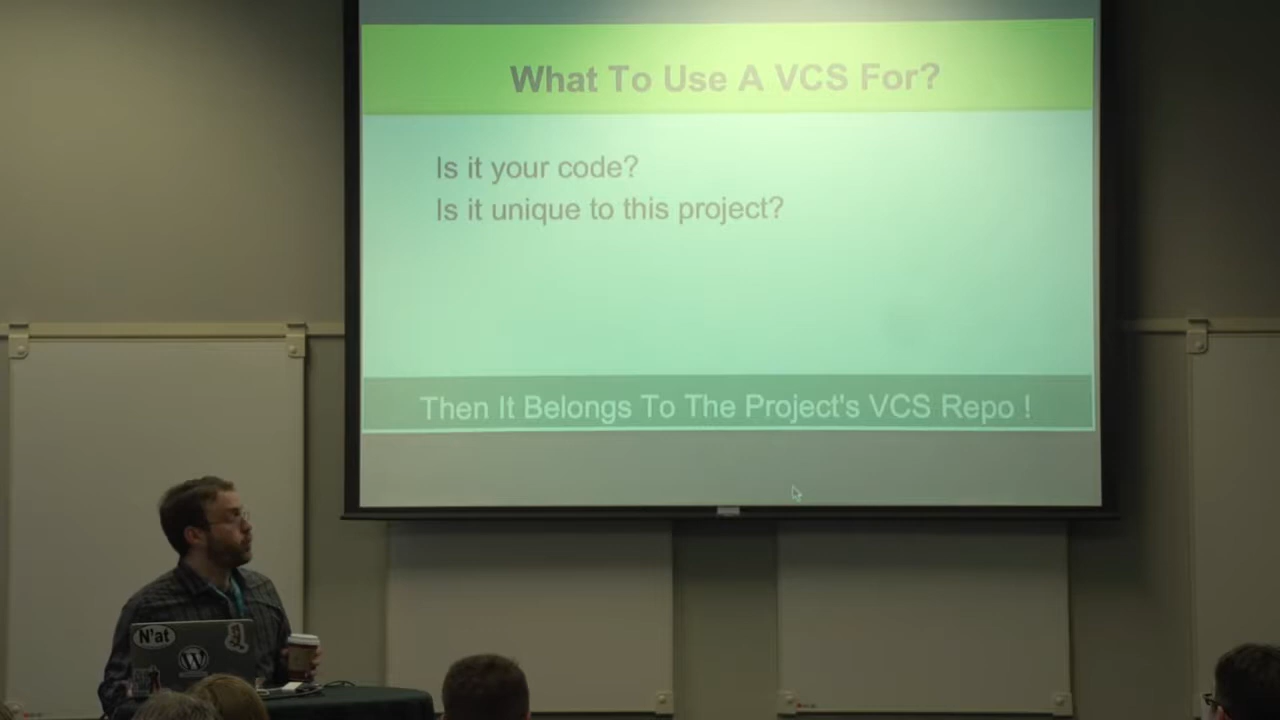 What To Use A VCS For?
Is it your code?
Is it unique to this project?
Then It Belongs To The Project's VCS Repo !
N'at
W